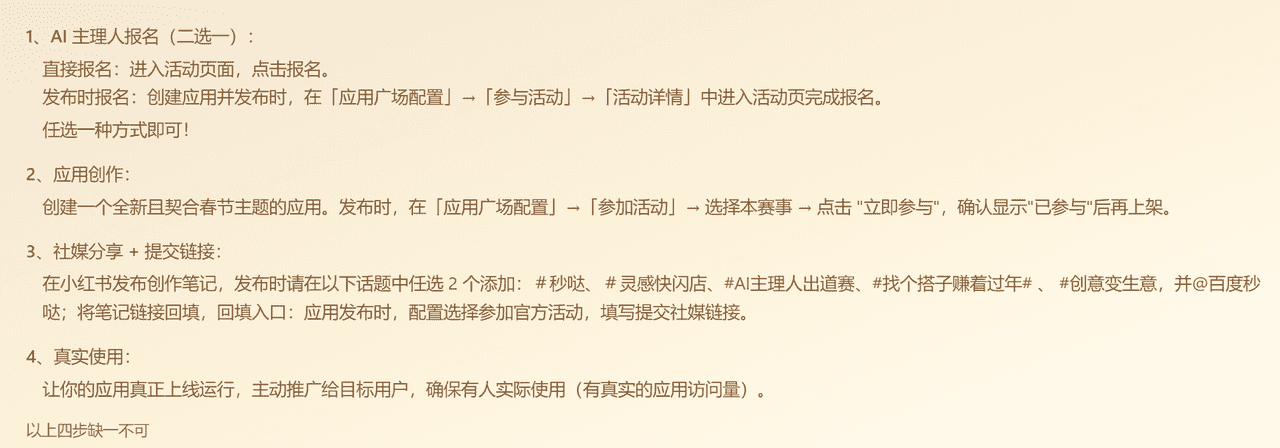 1、AI 主理人报名（二选一）：
直接报名：进入活动页面，点击报名。
发布时报名：创建应用并发布时，在「应用广场配置」→「参与活动」→「活动详情」中进入活动页完成报名。
任选一种方式即可！
2、应用创作：
创建一个全新且契合春节主题的应用。发布时，在「应用广场配置」→「参加活动」→ 选择本赛事 → 点击 "立即参与"，确认显示"已参与"后再上架。
3、社媒分享 + 提交链接：
在小红书发布创作笔记，发布时请在以下话题中任选 2 个添加：＃秒哒、＃灵感快闪店、#AI主理人出道赛、#找个搭子赚着过年# 、 #创意变生意，并@百度秒
哒；将笔记链接回填，回填入口：应用发布时，配置选择参加官方活动，填写提交社媒链接。
4、真实使用：
让你的应用真正上线运行，主动推广给目标用户，确保有人实际使用（有真实的应用访问量）。
以上四步缺一不可